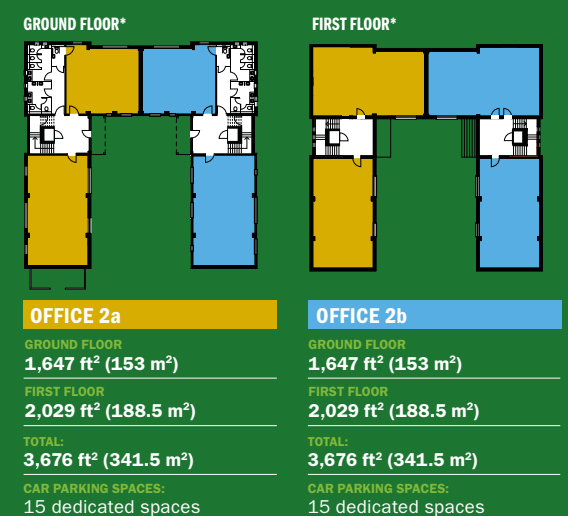 GROUND FLOOR*
FIRST FLOOR*
OFFICE 2a
GROUND FLOOR
1,647 ft² (153 m²)
FIRST FLOOR
2,029 ft² (188.5 m²)
TOTAL:
3,676 ft² (341.5 m²)
CAR PARKING SPACES:
15 dedicated spaces
OFFICE 2b
GROUND FLOOR
1,647 ft² (153 m²)
FIRST FLOOR
2,029 ft² (188.5 m²)
TOTAL:
3,676 ft² (341.5 m²)
CAR PARKING SPACES:
15 dedicated spaces